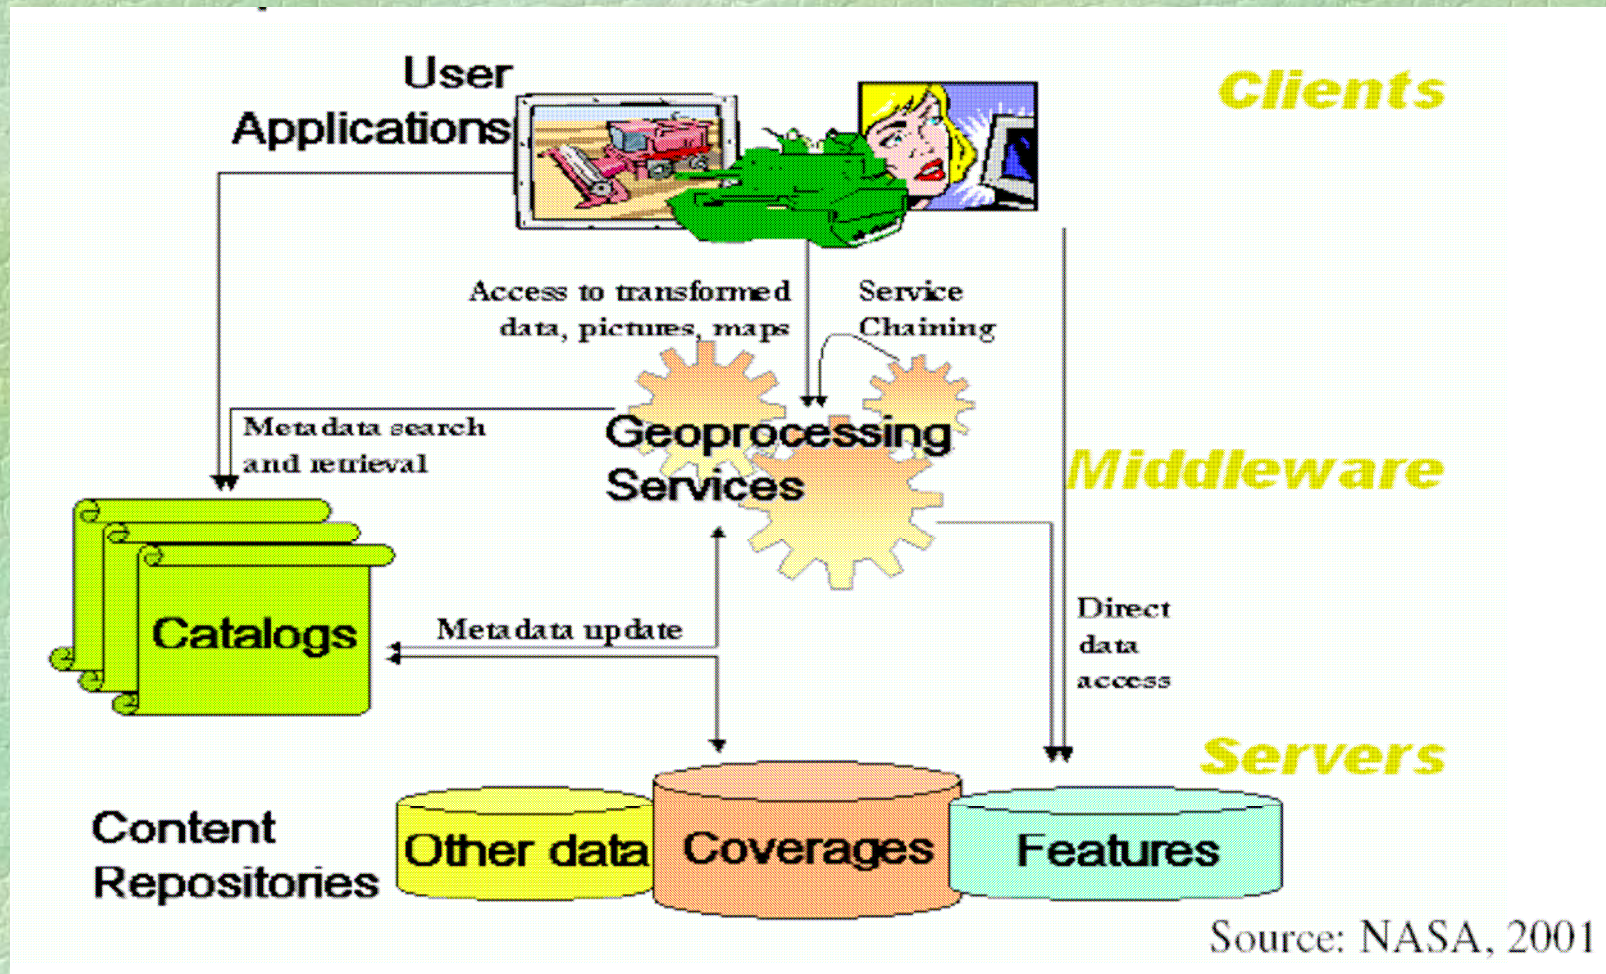 User
Applications
Clients
Access to transformed
data, pictures, maps
Service
Chaining
Metadata search
and retrieval
Geoprocessing
Services
Middleware
Catalogs
Metadata update
Direct
data
access
Servers
Content
Repositories
Other data
Coverages
Features
Source: NASA, 2001